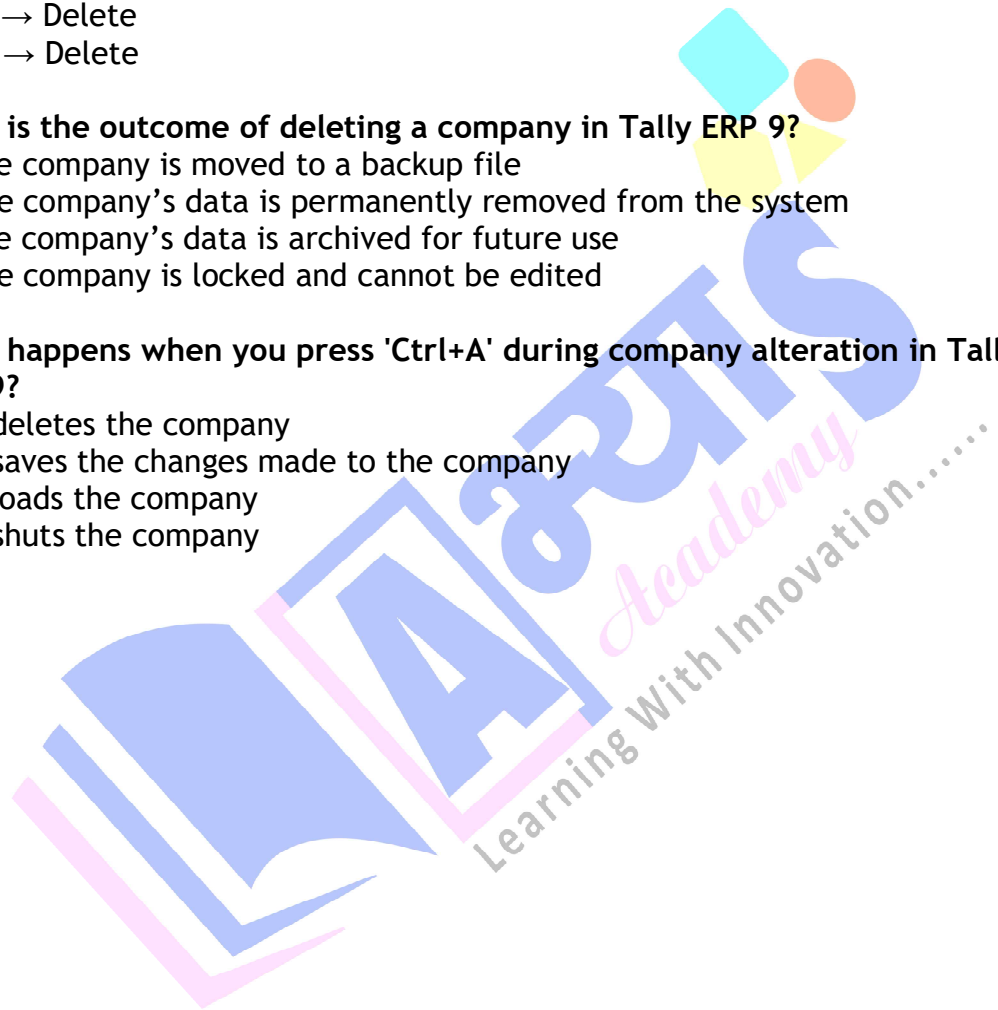 → Delete
→ Delete
is the outcome of deleting a company in Tally ERP 9?
e company is moved to a backup file
e company’s data is permanently removed from the system
e company’s data is archived for future use
e company is locked and cannot be edited
happens when you press 'Ctrl+A' during company alteration in Tall
9?
deletes the company
saves the changes made to the company
oads the company
shuts the company
अभ्यास
Academy
Learning With Innovation......